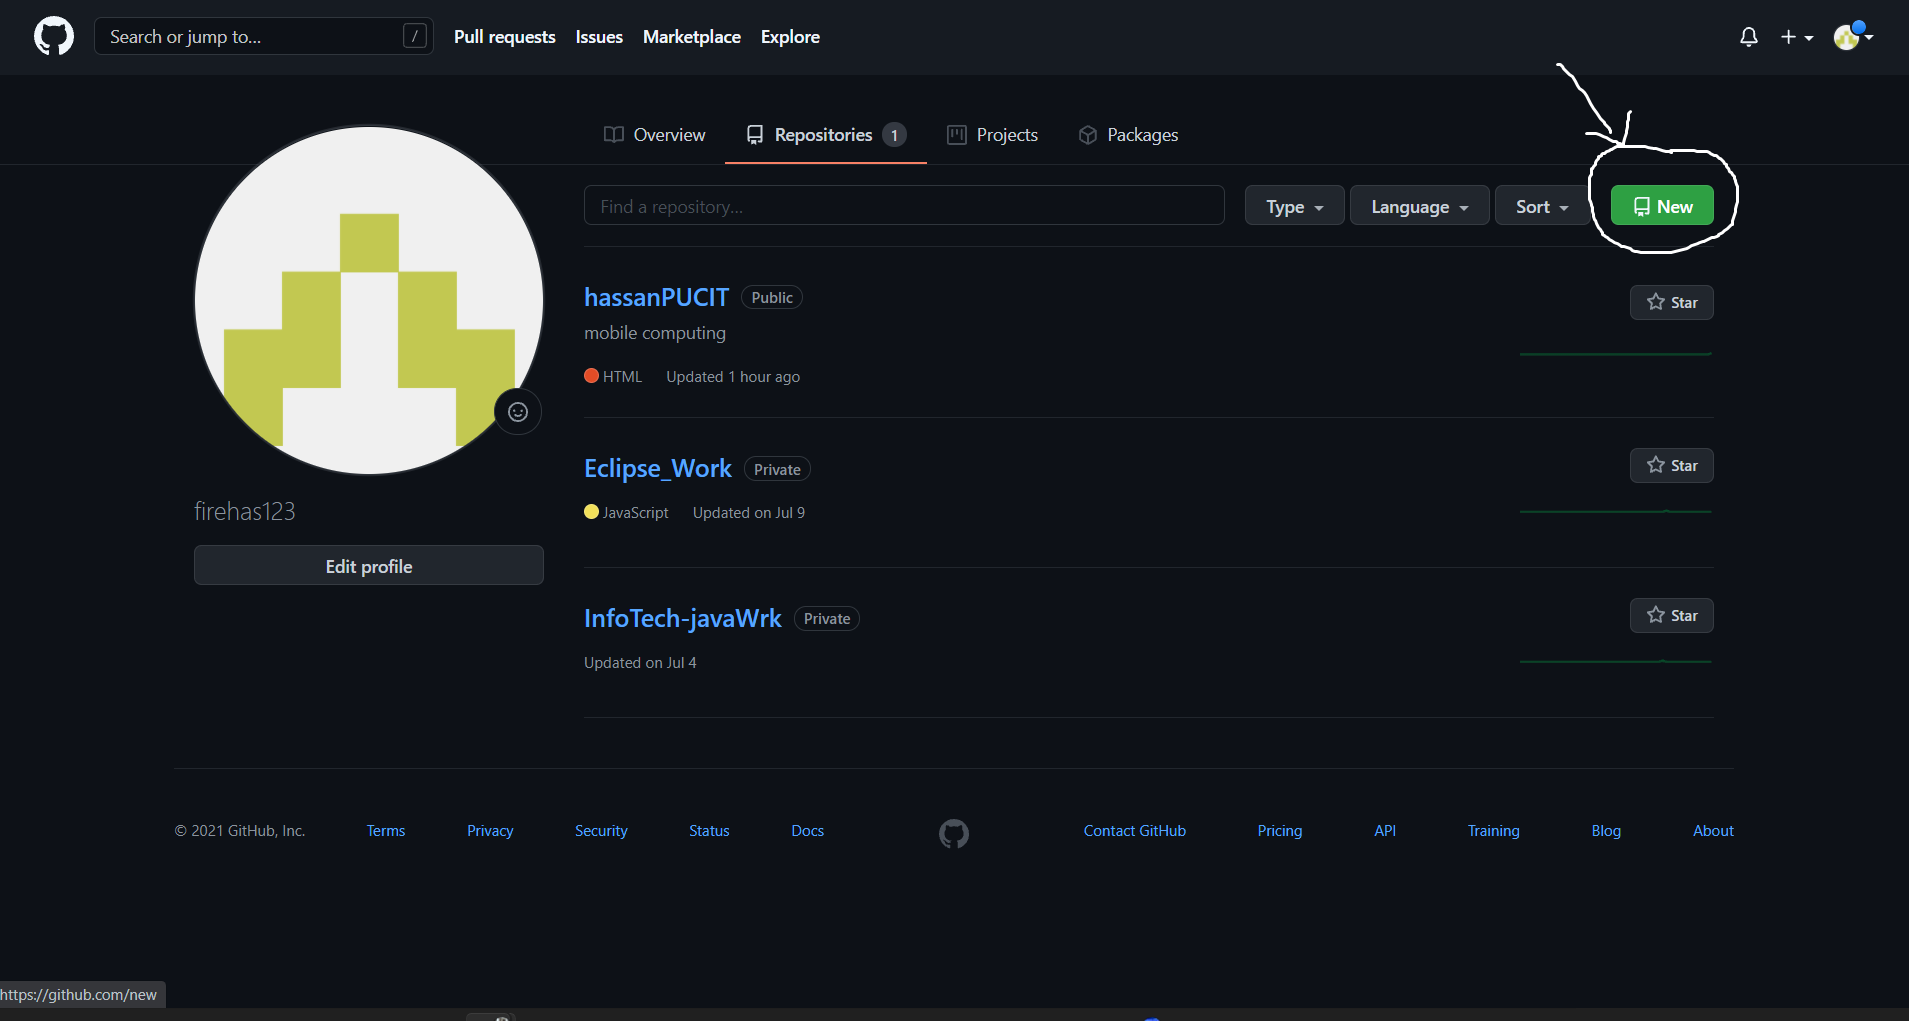 Search or jump to... /
Pull requests Issues Marketplace Explore
Overview Repositories 1 Projects Packages
Find a repository...
Type Language Sort New
hassanPUCIT Public
Star
mobile computing
HTML Updated 1 hour ago
Eclipse_Work Private
Star
JavaScript Updated on Jul 9
firehas123
Edit profile
InfoTech-javaWrk Private
Star
Updated on Jul 4
© 2021 GitHub, Inc. Terms Privacy Security Status Docs Contact GitHub Pricing API Training Blog About
https://github.com/new